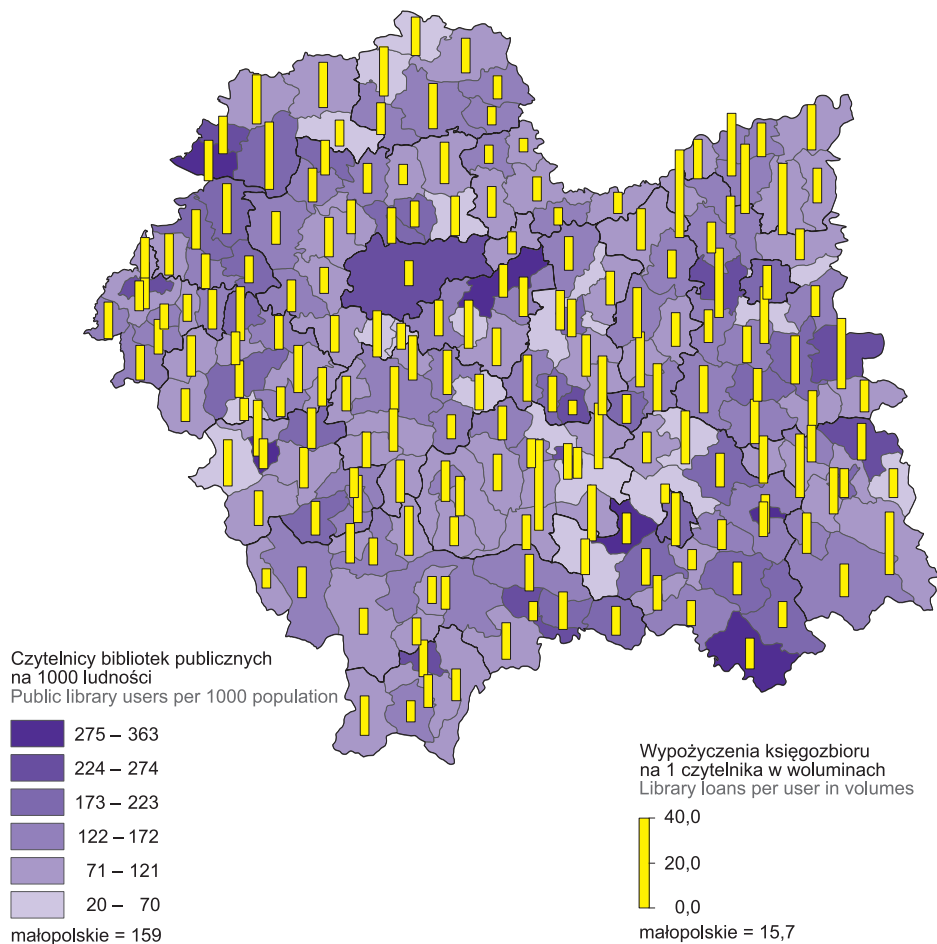 Czytelnicy bibliotek publicznych
na 1000 ludności
Public library users per 1000 population
275 – 363
224 – 274
173 – 223
122 – 172
71 – 121
20 – 70
małopolskie = 159
Wypożyczenia księgozbioru
na 1 czytelnika w woluminach
Library loans per user in volumes
40,0
20,0
0,0
małopolskie = 15,7